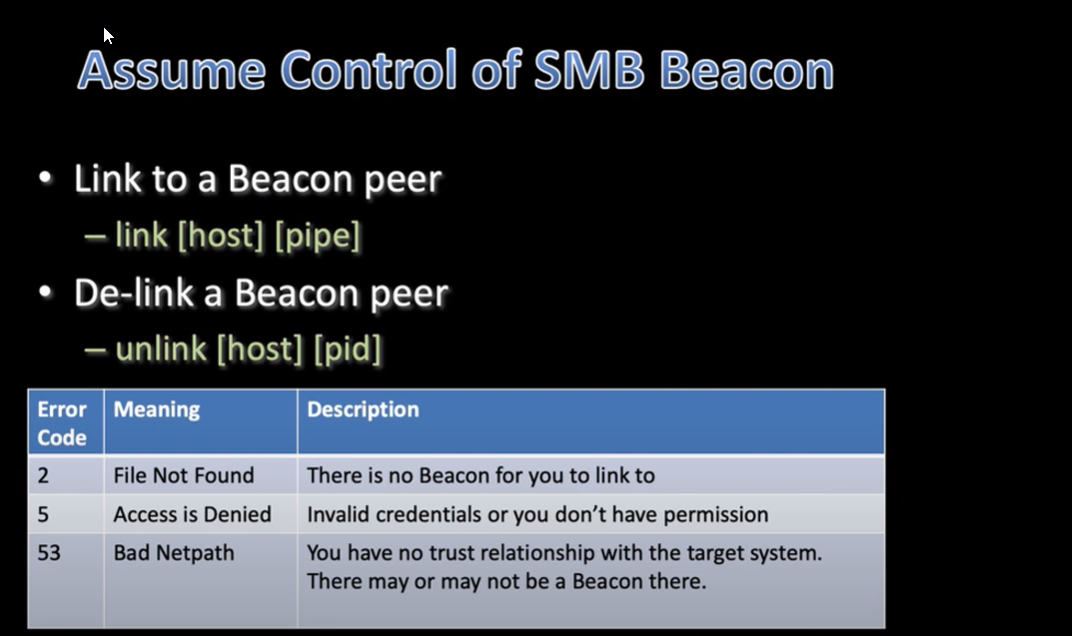 Assume Control of SMB Beacon
• Link to a Beacon peer
– link [host] [pipe]
• De-link a Beacon peer
– unlink [host] [pid]
Error Code Meaning Description
2 File Not Found There is no Beacon for you to link to
5 Access is Denied Invalid credentials or you don’t have permission
53 Bad Netpath You have no trust relationship with the target system.
There may or may not be a Beacon there.